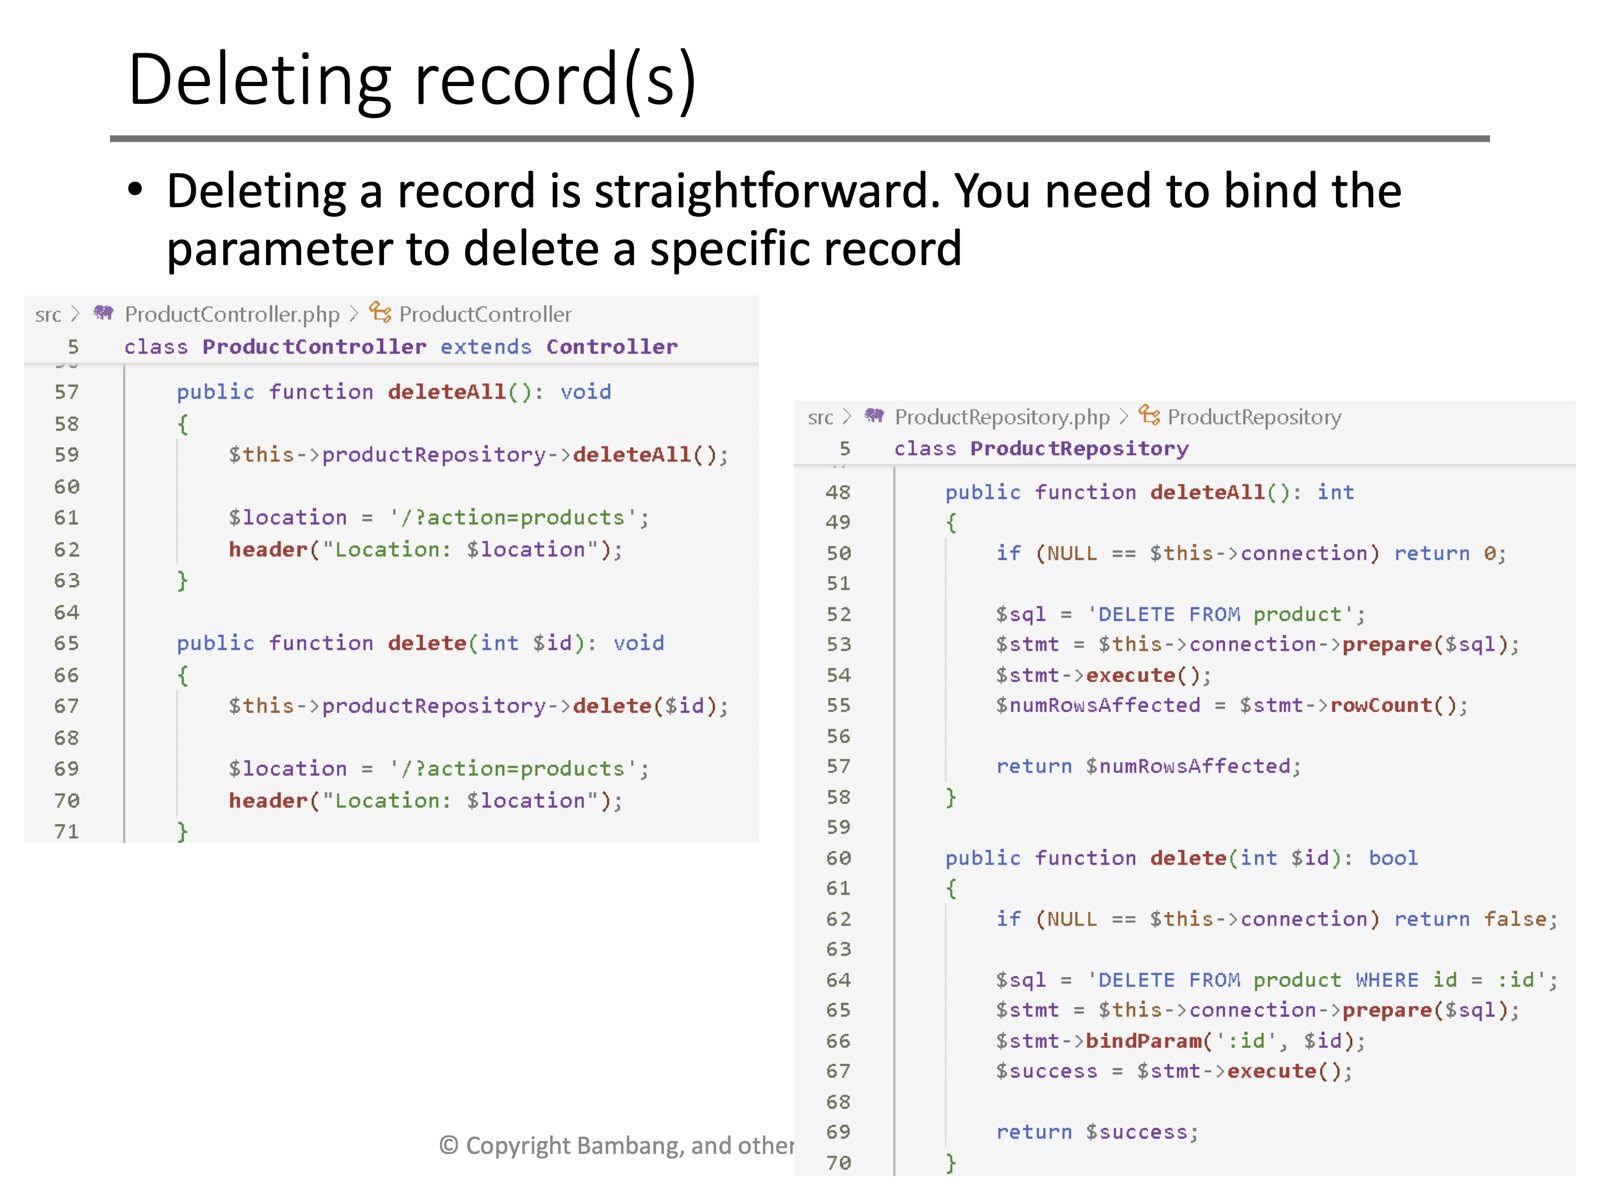 Deleting record(s)
• Deleting a record is straightforward. You need to bind the
parameter to delete a specific record
src > ProductController.php > ProductController
5 class ProductController extends Controller
57 public function deleteAll(): void
58 {
59 $this->productRepository->deleteAll();
60
61 $location = '/?action=products';
62 header("Location: $location");
63 }
64
65 public function delete(int $id): void
66 {
67 $this->productRepository->delete($id);
68
69 $location = '/?action=products';
70 header("Location: $location");
71 }
src > ProductRepository.php > ProductRepository
5 class ProductRepository
48 public function deleteAll(): int
49 {
50 if (NULL == $this->connection) return 0;
51
52 $sql = 'DELETE FROM product';
53 $stmt = $this->connection->prepare($sql);
54 $stmt->execute();
55 $numRowsAffected = $stmt->rowCount();
56
57 return $numRowsAffected;
58 }
59
60 public function delete(int $id): bool
61 {
62 if (NULL == $this->connection) return false;
63
64 $sql = 'DELETE FROM product WHERE id = :id';
65 $stmt = $this->connection->prepare($sql);
66 $stmt->bindParam(':id', $id);
67 $success = $stmt->execute();
68
69 return $success;
70 }
© Copyright Bambang, and other